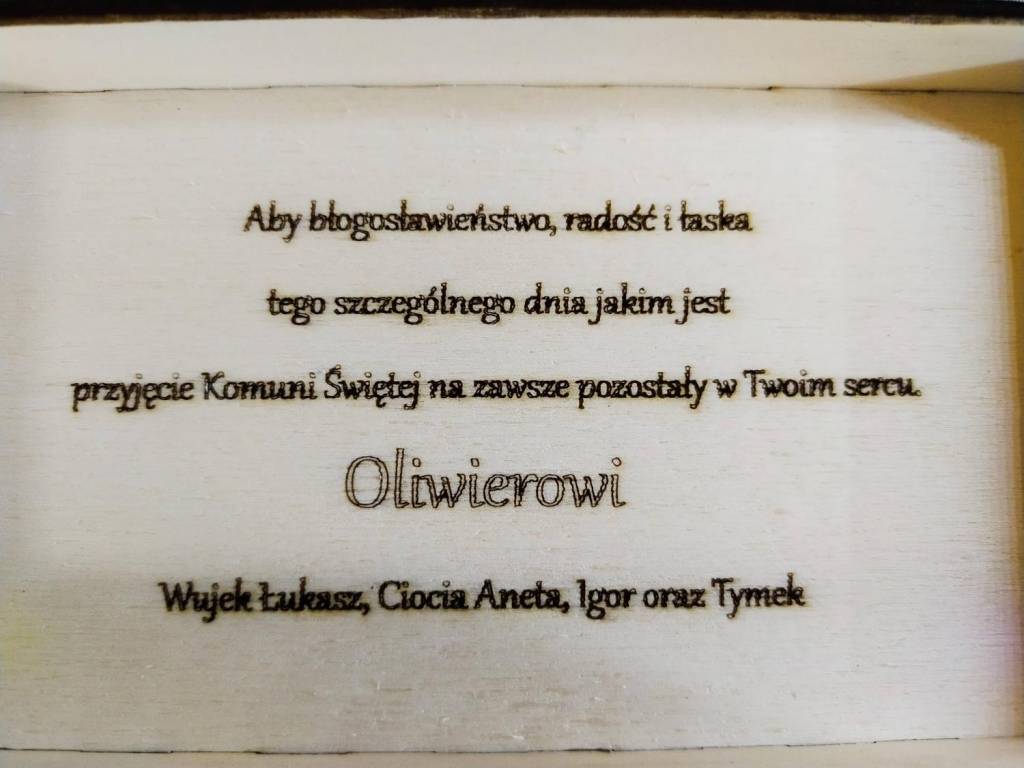 Aby błogosławieństwo, radość i łaska
tego szczególnego dnia jakim jest
przyjęcie Komuni Świętej na zawsze pozostały w Twoim sercu.
Oliwierowi
Wujek Łukasz, Ciocia Aneta, Igor oraz Tymek